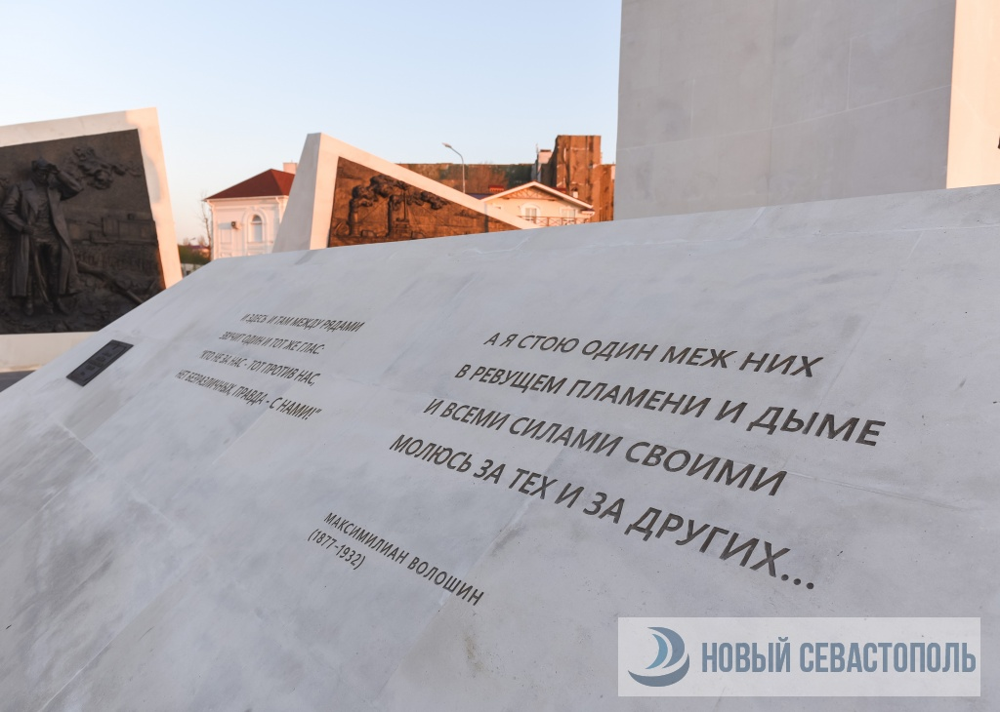 И ЗДЕСЬ И ТАМ МЕЖДУ РЯДАМИ
ЗВУЧИТ ОДИН И ТОТ ЖЕ ГЛАС:
"КТО НЕ ЗА НАС - ТОТ ПРОТИВ НАС,
НЕТ БЕЗРАЗЛИЧНЫХ, ПРАВДА - С НАМИ!"
А Я СТОЮ ОДИН МЕЖ НИХ
В РЕВУЩЕМ ПЛАМЕНИ И ДЫМЕ
И ВСЕМИ СИЛАМИ СВОИМИ
МОЛЮСЬ ЗА ТЕХ И ЗА ДРУГИХ...
МАКСИМИЛИАН ВОЛОШИН
(1877-1932)
НОВЫЙ СЕВАСТОПОЛЬ